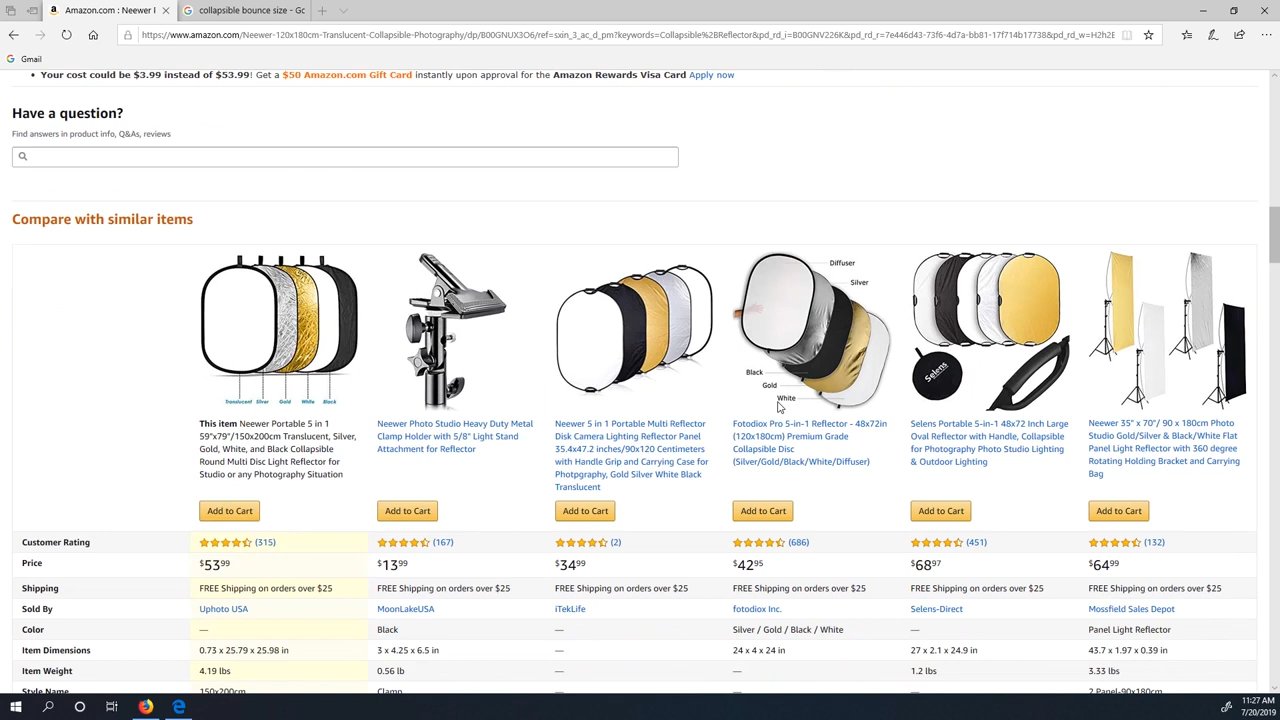 Amazon.com : Neewer P
collapsible bounce size - Go
https://www.amazon.com/Neewer-120x180cm-Translucent-Collapsible-Photography/dp/B00GNUX3O6/ref=sxin_3_ac_d_pm?keywords=Collapsible%2BReflector&pd_rd_i=B00GNV226K&pd_rd_r=7e446d43-73f6-4d7a-bb81-17f714b17738&pd_rd_w=H2h2E
Gmail
• Your cost could be $3.99 instead of $53.99! Get a $50 Amazon.com Gift Card instantly upon approval for the Amazon Rewards Visa Card Apply now
Have a question?
Find answers in product info, Q&As, reviews
Compare with similar items
Translucent Silver Gold White Black
Diffuser
Silver
Black
Gold
White
Selens
This item Neewer Portable 5 in 1
59"x79"/150x200cm Translucent, Silver,
Gold, White, and Black Collapsible
Round Multi Disc Light Reflector for
Studio or any Photography Situation
Neewer Photo Studio Heavy Duty Metal
Clamp Holder with 5/8" Light Stand
Attachment for Reflector
Neewer 5 in 1 Portable Multi Reflector
Disk Camera Lighting Reflector Panel
35.4x47.2 inches/90x120 Centimeters
with Handle Grip and Carrying Case for
Photpgraphy, Gold Silver White Black
Translucent
Fotodiox Pro 5-in-1 Reflector - 48x72in
(120x180cm) Premium Grade
Collapsible Disc
(Silver/Gold/Black/White/Diffuser)
Selens Portable 5-in-1 48x72 Inch Large
Oval Reflector with Handle, Collapsible
for Photography Photo Studio Lighting
& Outdoor Lighting
Neewer 35" x 70"/ 90 x 180cm Photo
Studio Gold/Silver & Black/White Flat
Panel Light Reflector with 360 degree
Rotating Holding Bracket and Carrying
Bag
Add to Cart Add to Cart Add to Cart Add to Cart Add to Cart Add to Cart
Customer Rating (315) (167) (2) (686) (451) (132)
Price $53.99 $13.99 $34.99 $42.95 $68.97 $64.99
Shipping FREE Shipping on orders over $25 FREE Shipping on orders over $25 FREE Shipping on orders over $25 FREE Shipping on orders over $25 FREE Shipping on orders over $25 FREE Shipping on orders over $25
Sold By Uphoto USA MoonLakeUSA iTekLife fotodiox Inc. Selens-Direct Mossfield Sales Depot
Color — Black — Silver / Gold / Black / White — Panel Light Reflector
Item Dimensions 0.73 x 25.79 x 25.98 in 3 x 4.25 x 6.5 in — 24 x 4 x 24 in 27 x 2.1 x 24.9 in 43.7 x 1.97 x 0.39 in
Item Weight 4.19 lbs 0.56 lb — — 1.2 lbs 3.33 lbs
Style Name 150x200cm Clamp 2 Panel-90x180cm
11:27 AM
7/20/2019